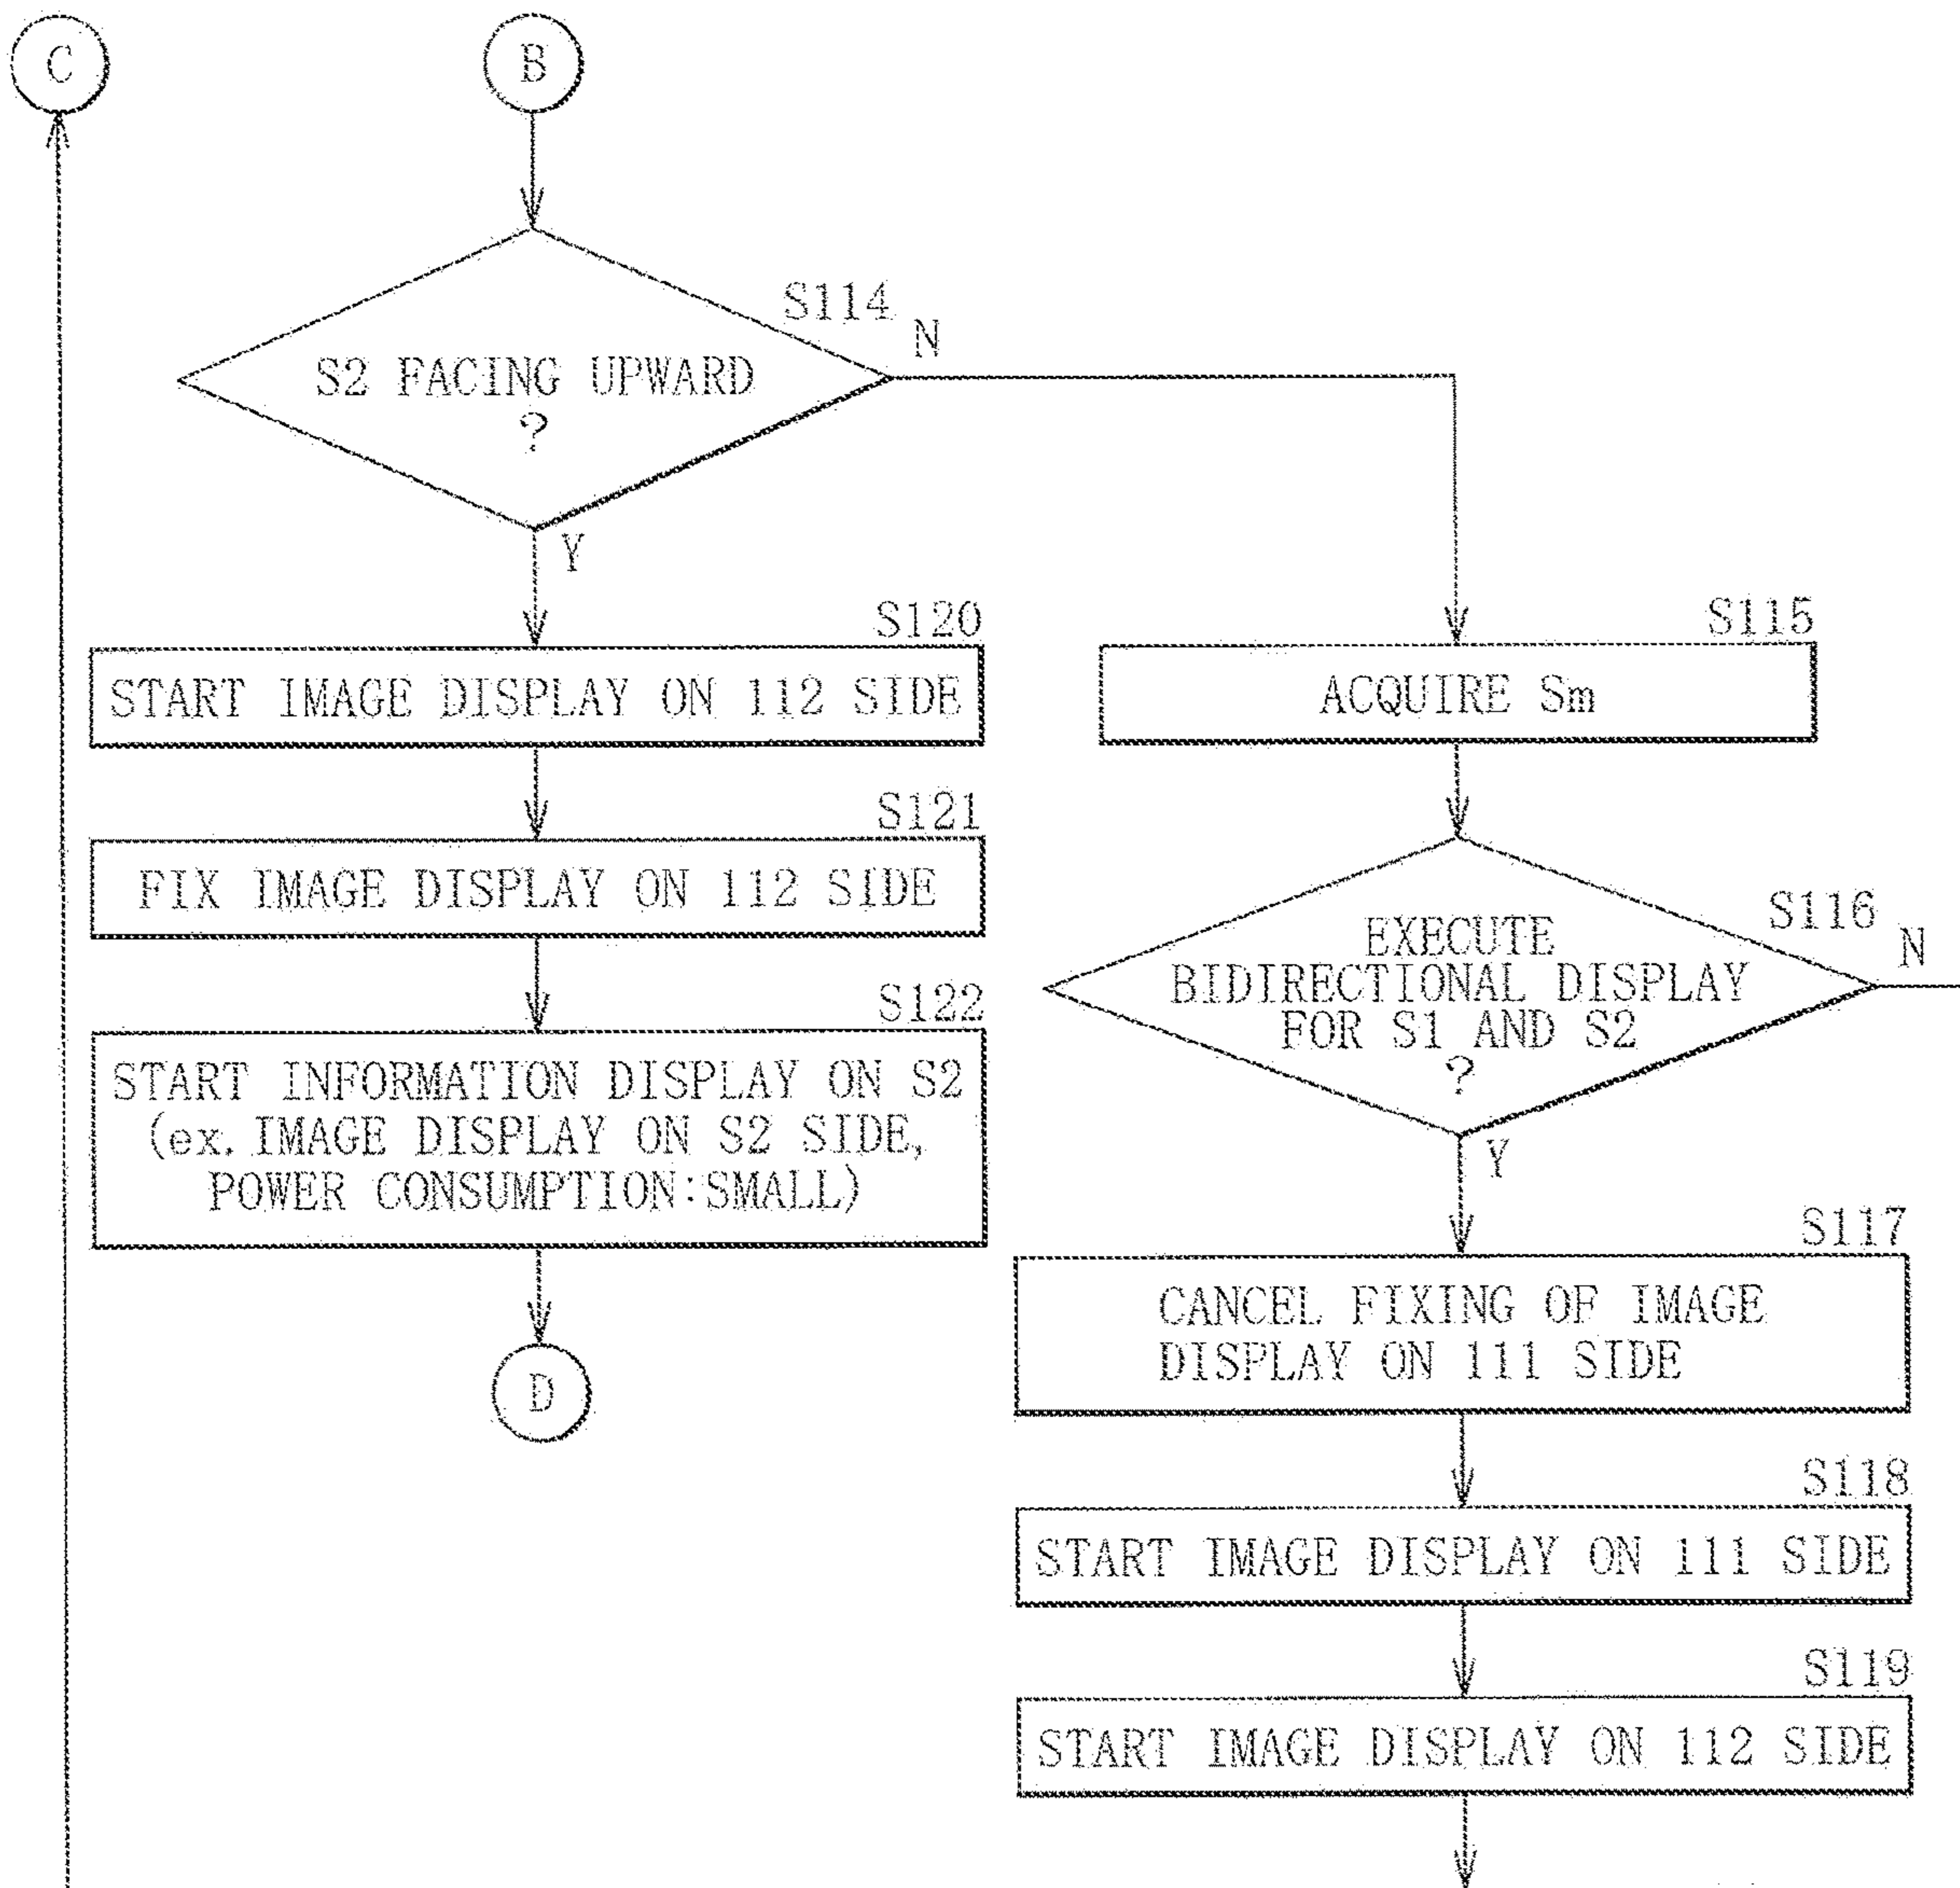 C
B
S114
N
S2 FACING UPWARD
?
Y
S120
START IMAGE DISPLAY ON 112 SIDE
S121
FIX IMAGE DISPLAY ON 112 SIDE
S122
START INFORMATION DISPLAY ON S2
(ex. IMAGE DISPLAY ON S2 SIDE,
POWER CONSUMPTION:SMALL)
D
S115
ACQUIRE Sm
S116
N
EXECUTE
BIDIRECTIONAL DISPLAY
FOR S1 AND S2
?
Y
S117
CANCEL FIXING OF IMAGE
DISPLAY ON 111 SIDE
S118
START IMAGE DISPLAY ON 111 SIDE
S119
START IMAGE DISPLAY ON 112 SIDE